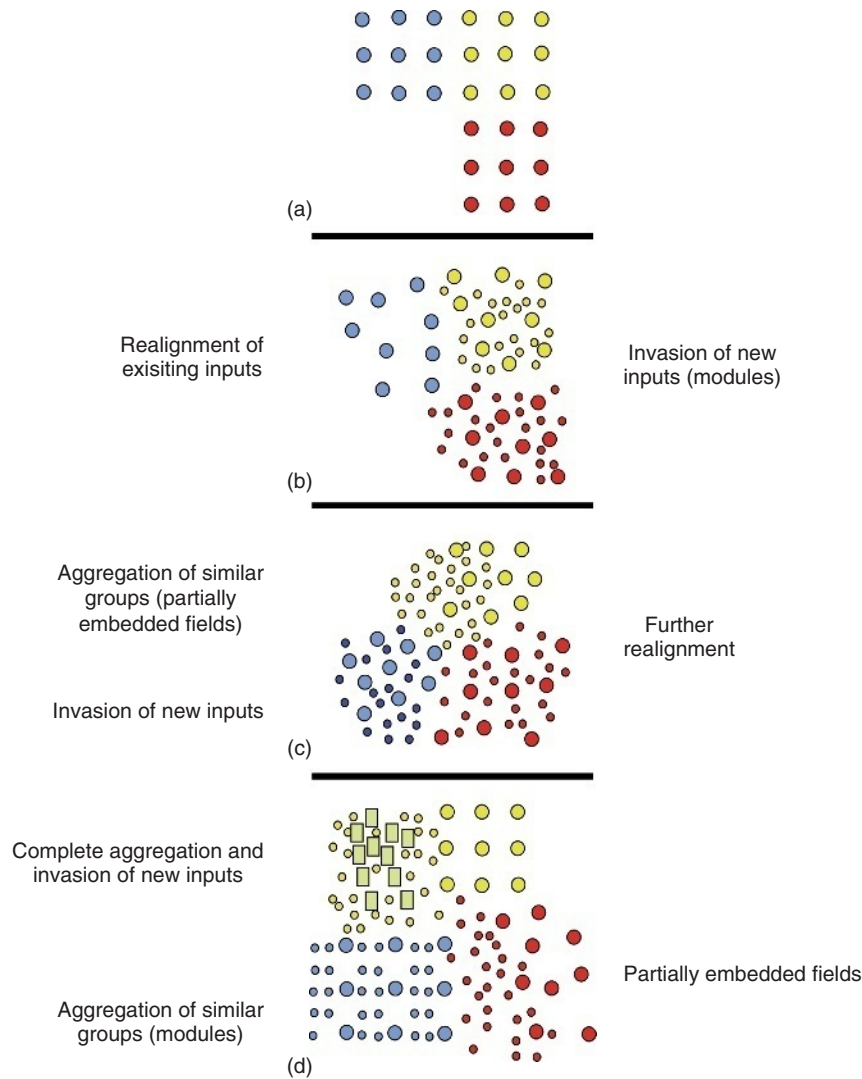 (a)
Realignment of
exisiting inputs
Invasion of new
inputs (modules)
(b)
Aggregation of similar
groups (partially
embedded fields)
Further
realignment
Invasion of new inputs
(c)
Complete aggregation and
invasion of new inputs
Partially embedded fields
Aggregation of similar
groups (modules)
(d)